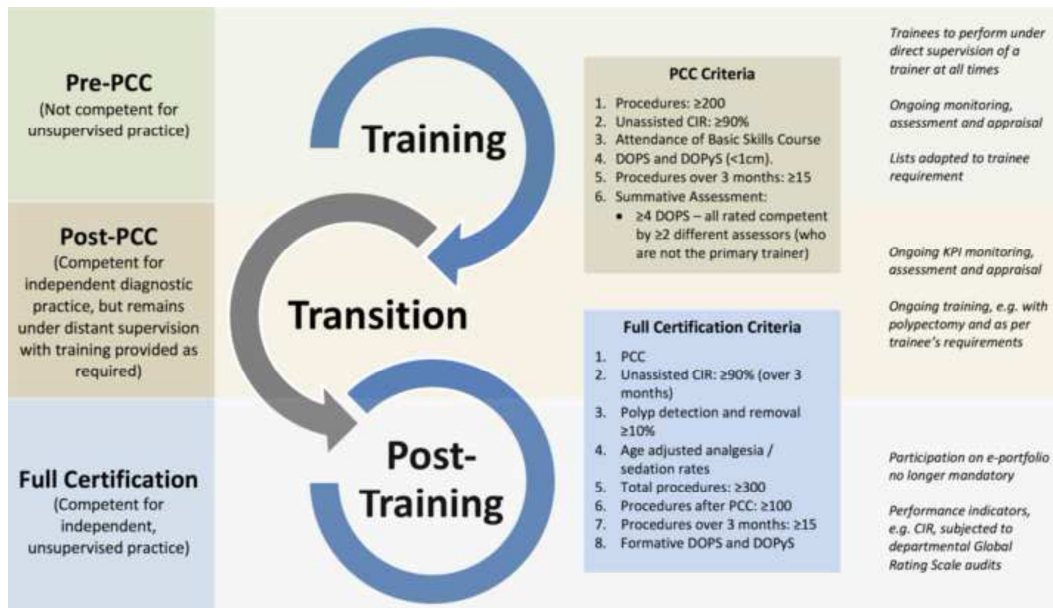 Pre-PCC
(Not competent for
unsupervised practice)
Post-PCC
(Competent for
independent diagnostic
practice, but remains
under distant supervision
with training provided as
required)
Full Certification
(Competent for
independent,
unsupervised practice)
Training
Transition
Post-
Training
PCC Criteria
1. Procedures: ≥200
2. Unassisted CIR: ≥90%
3. Attendance of Basic Skills Course
4. DOPS and DOPyS (<1cm).
5. Procedures over 3 months: ≥15
6. Summative Assessment:
• ≥4 DOPS – all rated competent
by ≥2 different assessors (who
are not the primary trainer)
Full Certification Criteria
1. PCC
2. Unassisted CIR: ≥90% (over 3
months)
3. Polyp detection and removal
≥10%
4. Age adjusted analgesia /
sedation rates
5. Total procedures: ≥300
6. Procedures after PCC: ≥100
7. Procedures over 3 months: ≥15
8. Formative DOPS and DOPyS
Trainees to perform under
direct supervision of a
trainer at all times
Ongoing monitoring,
assessment and appraisal
Lists adapted to trainee
requirement
Ongoing KPI monitoring,
assessment and appraisal
Ongoing training, e.g. with
polypectomy and as per
trainee's requirements
Participation on e-portfolio
no longer mandatory
Performance indicators,
e.g. CIR, subjected to
departmental Global
Rating Scale audits